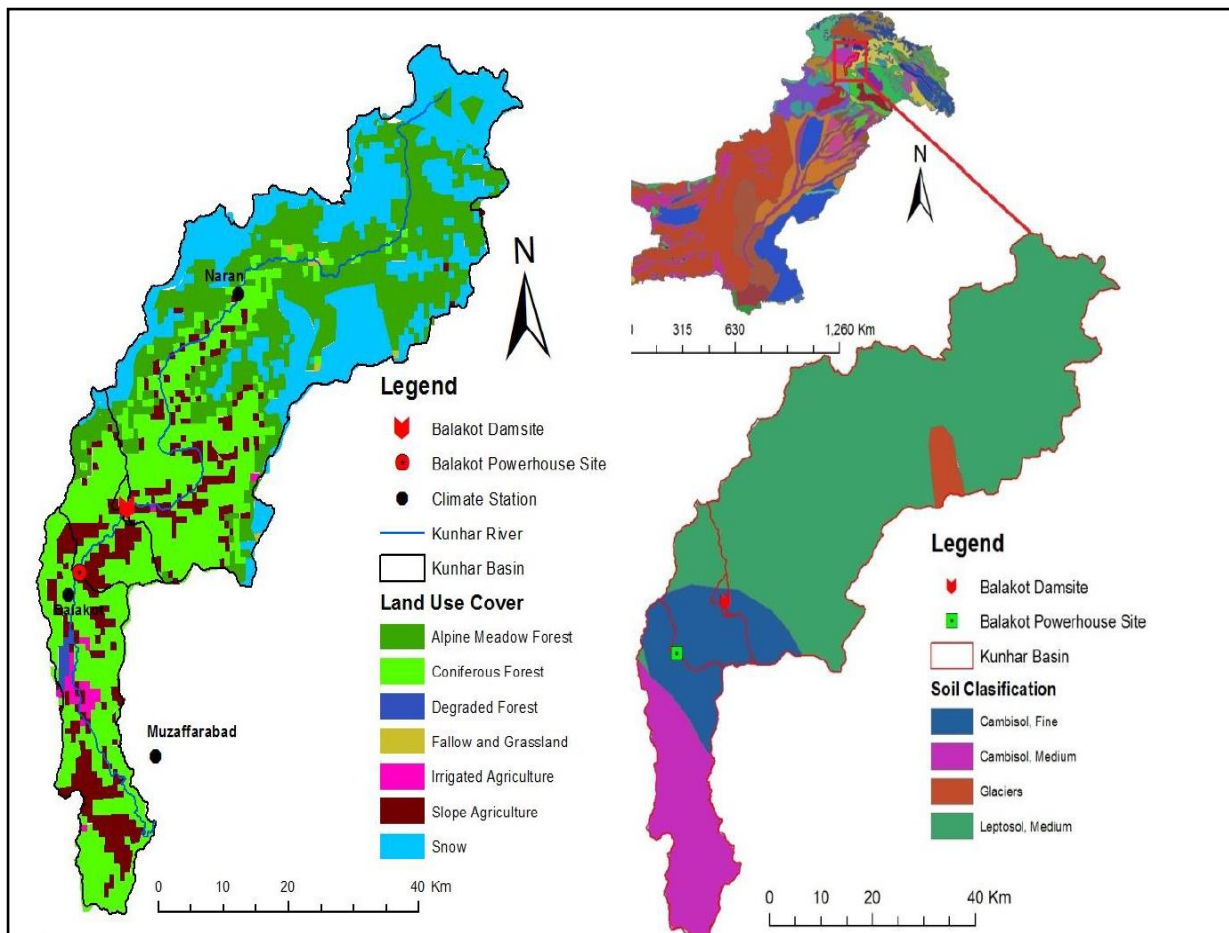 Naran
Balakot
Muzaffarabad
N
Legend
Balakot Damsite
Balakot Powerhouse Site
Climate Station
Kunhar River
Kunhar Basin
Land Use Cover
Alpine Meadow Forest
Coniferous Forest
Degraded Forest
Fallow and Grassland
Irrigated Agriculture
Slope Agriculture
Snow
0 10 20 40 Km
N
0 315 630 1,260 Km
Legend
Balakot Damsite
Balakot Powerhouse Site
Kunhar Basin
Soil Clasification
Cambisol, Fine
Cambisol, Medium
Glaciers
Leptosol, Medium
0 10 20 40 Km